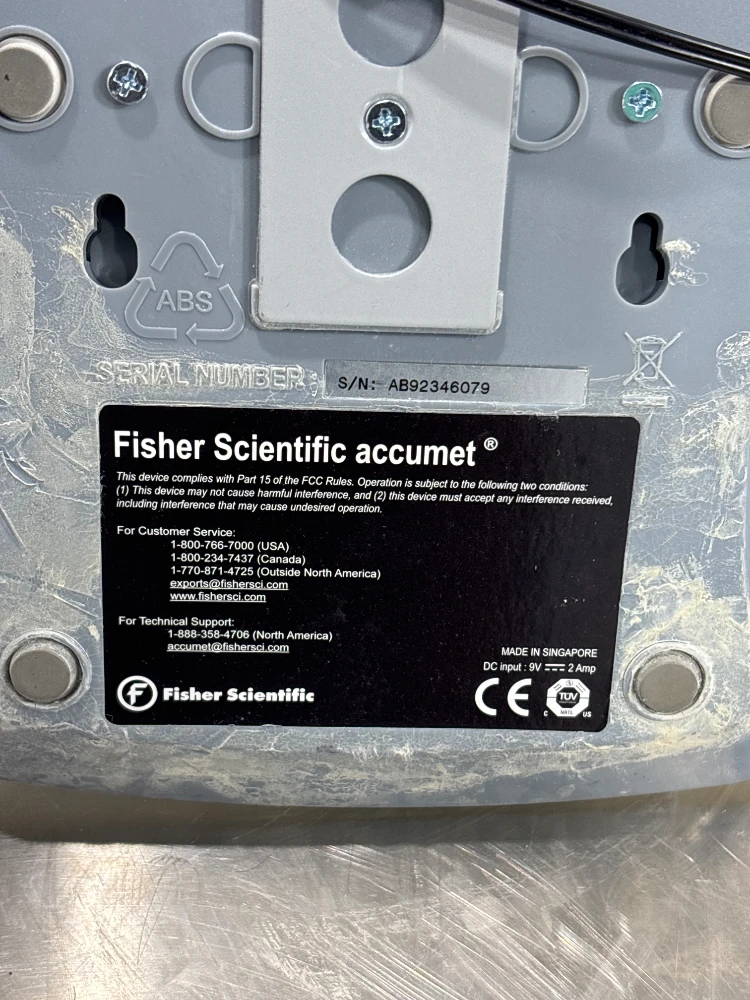 ABS
SERIAL NUMBER
S/N: AB92346079
Fisher Scientific accumet ®
This device complies with Part 15 of the FCC Rules. Operation is subject to the following two conditions:
(1) This device may not cause harmful interference, and (2) this device must accept any interference received,
including interference that may cause undesired operation.
For Customer Service:
1-800-766-7000 (USA)
1-800-234-7437 (Canada)
1-770-871-4725 (Outside North America)
exports@fishersci.com
www.fishersci.com
For Technical Support:
1-888-358-4706 (North America)
accumet@fishersci.com
MADE IN SINGAPORE
DC input : 9V ⎓ 2 Amp
F Fisher Scientific
CE
TÜV
C NRTL US